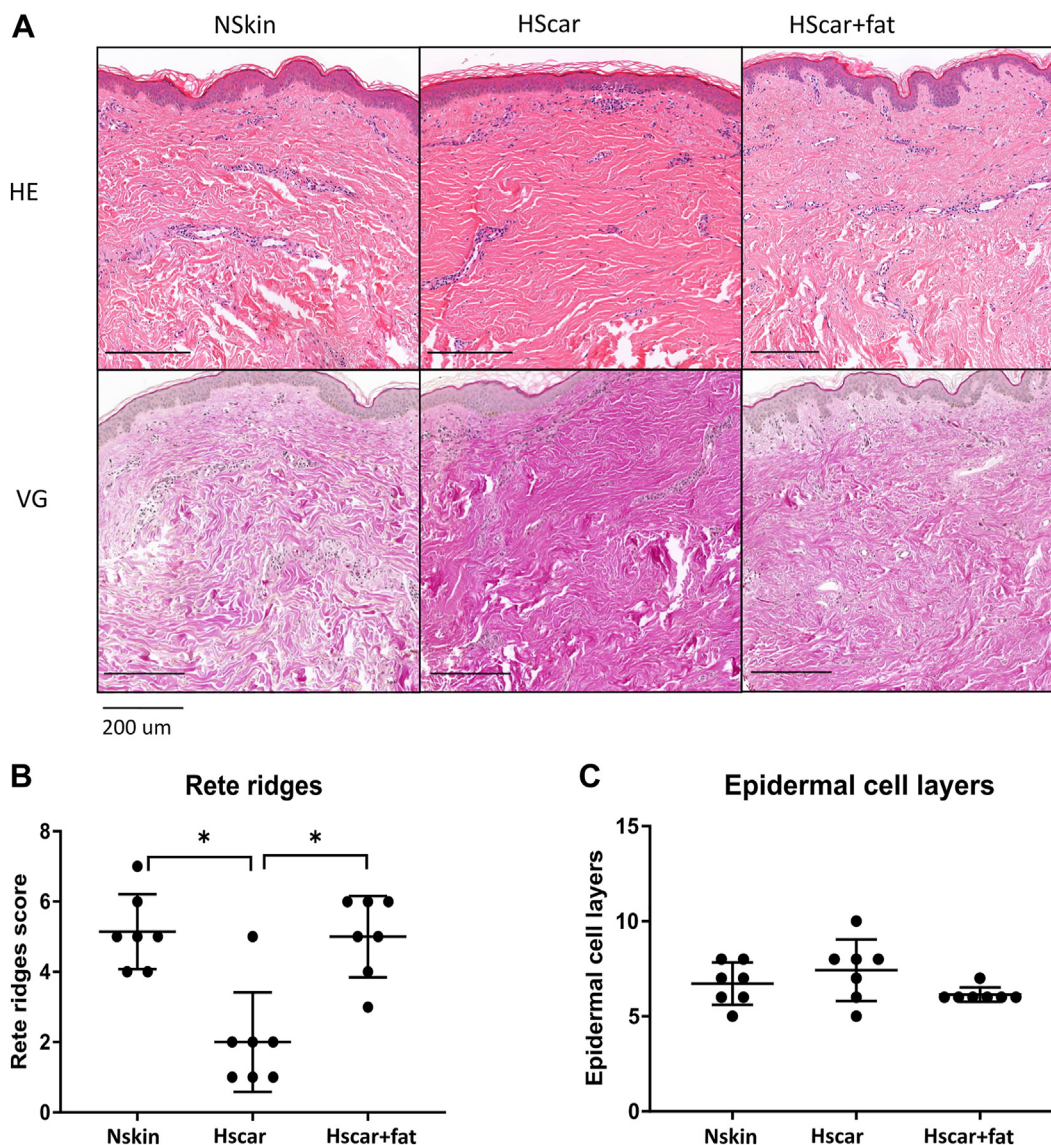 A
NSkin HScar HScar+fat
HE
VG
200 um
B
Rete ridges
Rete ridges score
8
6
4
2
0
* *
Nskin Hscar Hscar+fat
C
Epidermal cell layers
Epidermal cell layers
15
10
5
0
Nskin Hscar Hscar+fat